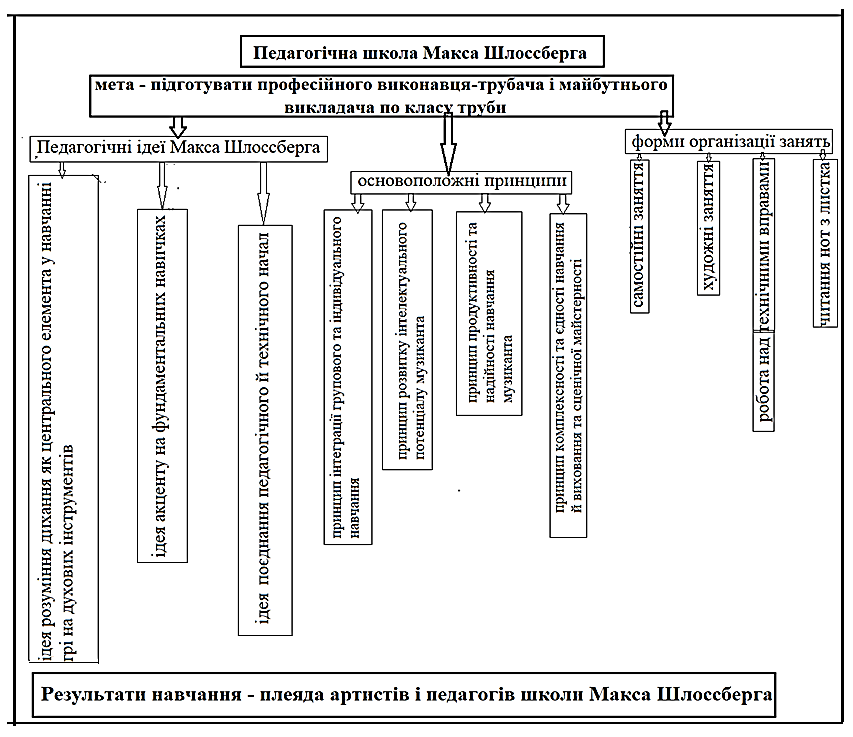 Педагогічна школа Макса Шлоссберга
мета - підготувати професійного виконавця-трубача і майбутнього
викладача по класу труби
Педагогічні ідеї Макса Шлоссберга
ідея розуміння дихання як центрального елемента у навчанні
грі на духових інструментів
ідея акценту на фундаментальних навичках
ідея поєднання педагогічного й технічного начал
основоположні принципи
принцип інтеграції групового та індивідуального
навчання
принцип розвитку інтелектуального
потенціалу музиканта
принцип продуктивності та
надійності навчання
музиканта
принцип комплексності та єдності навчання
й виховання та сценічної майстерності
форми організації занять
самостійні заняття
художні заняття
робота над технічними вправами
читання нот з листка
Результати навчання - плеяда артистів і педагогів школи Макса Шлоссберга